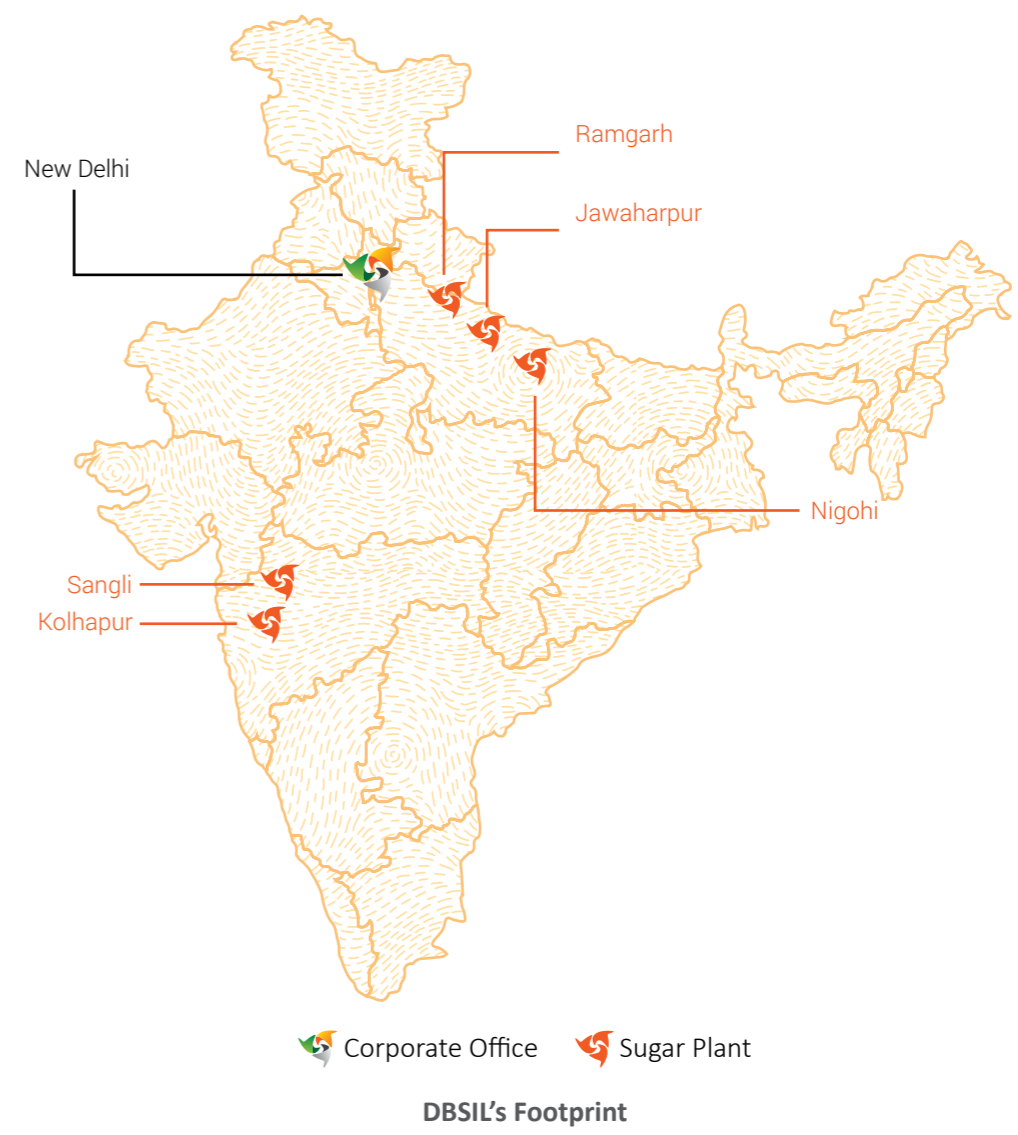 Ramgarh
New Delhi
Jawaharpur
Nigohi
Sangli
Kolhapur
Corporate Office
Sugar Plant
DBSIL’s Footprint